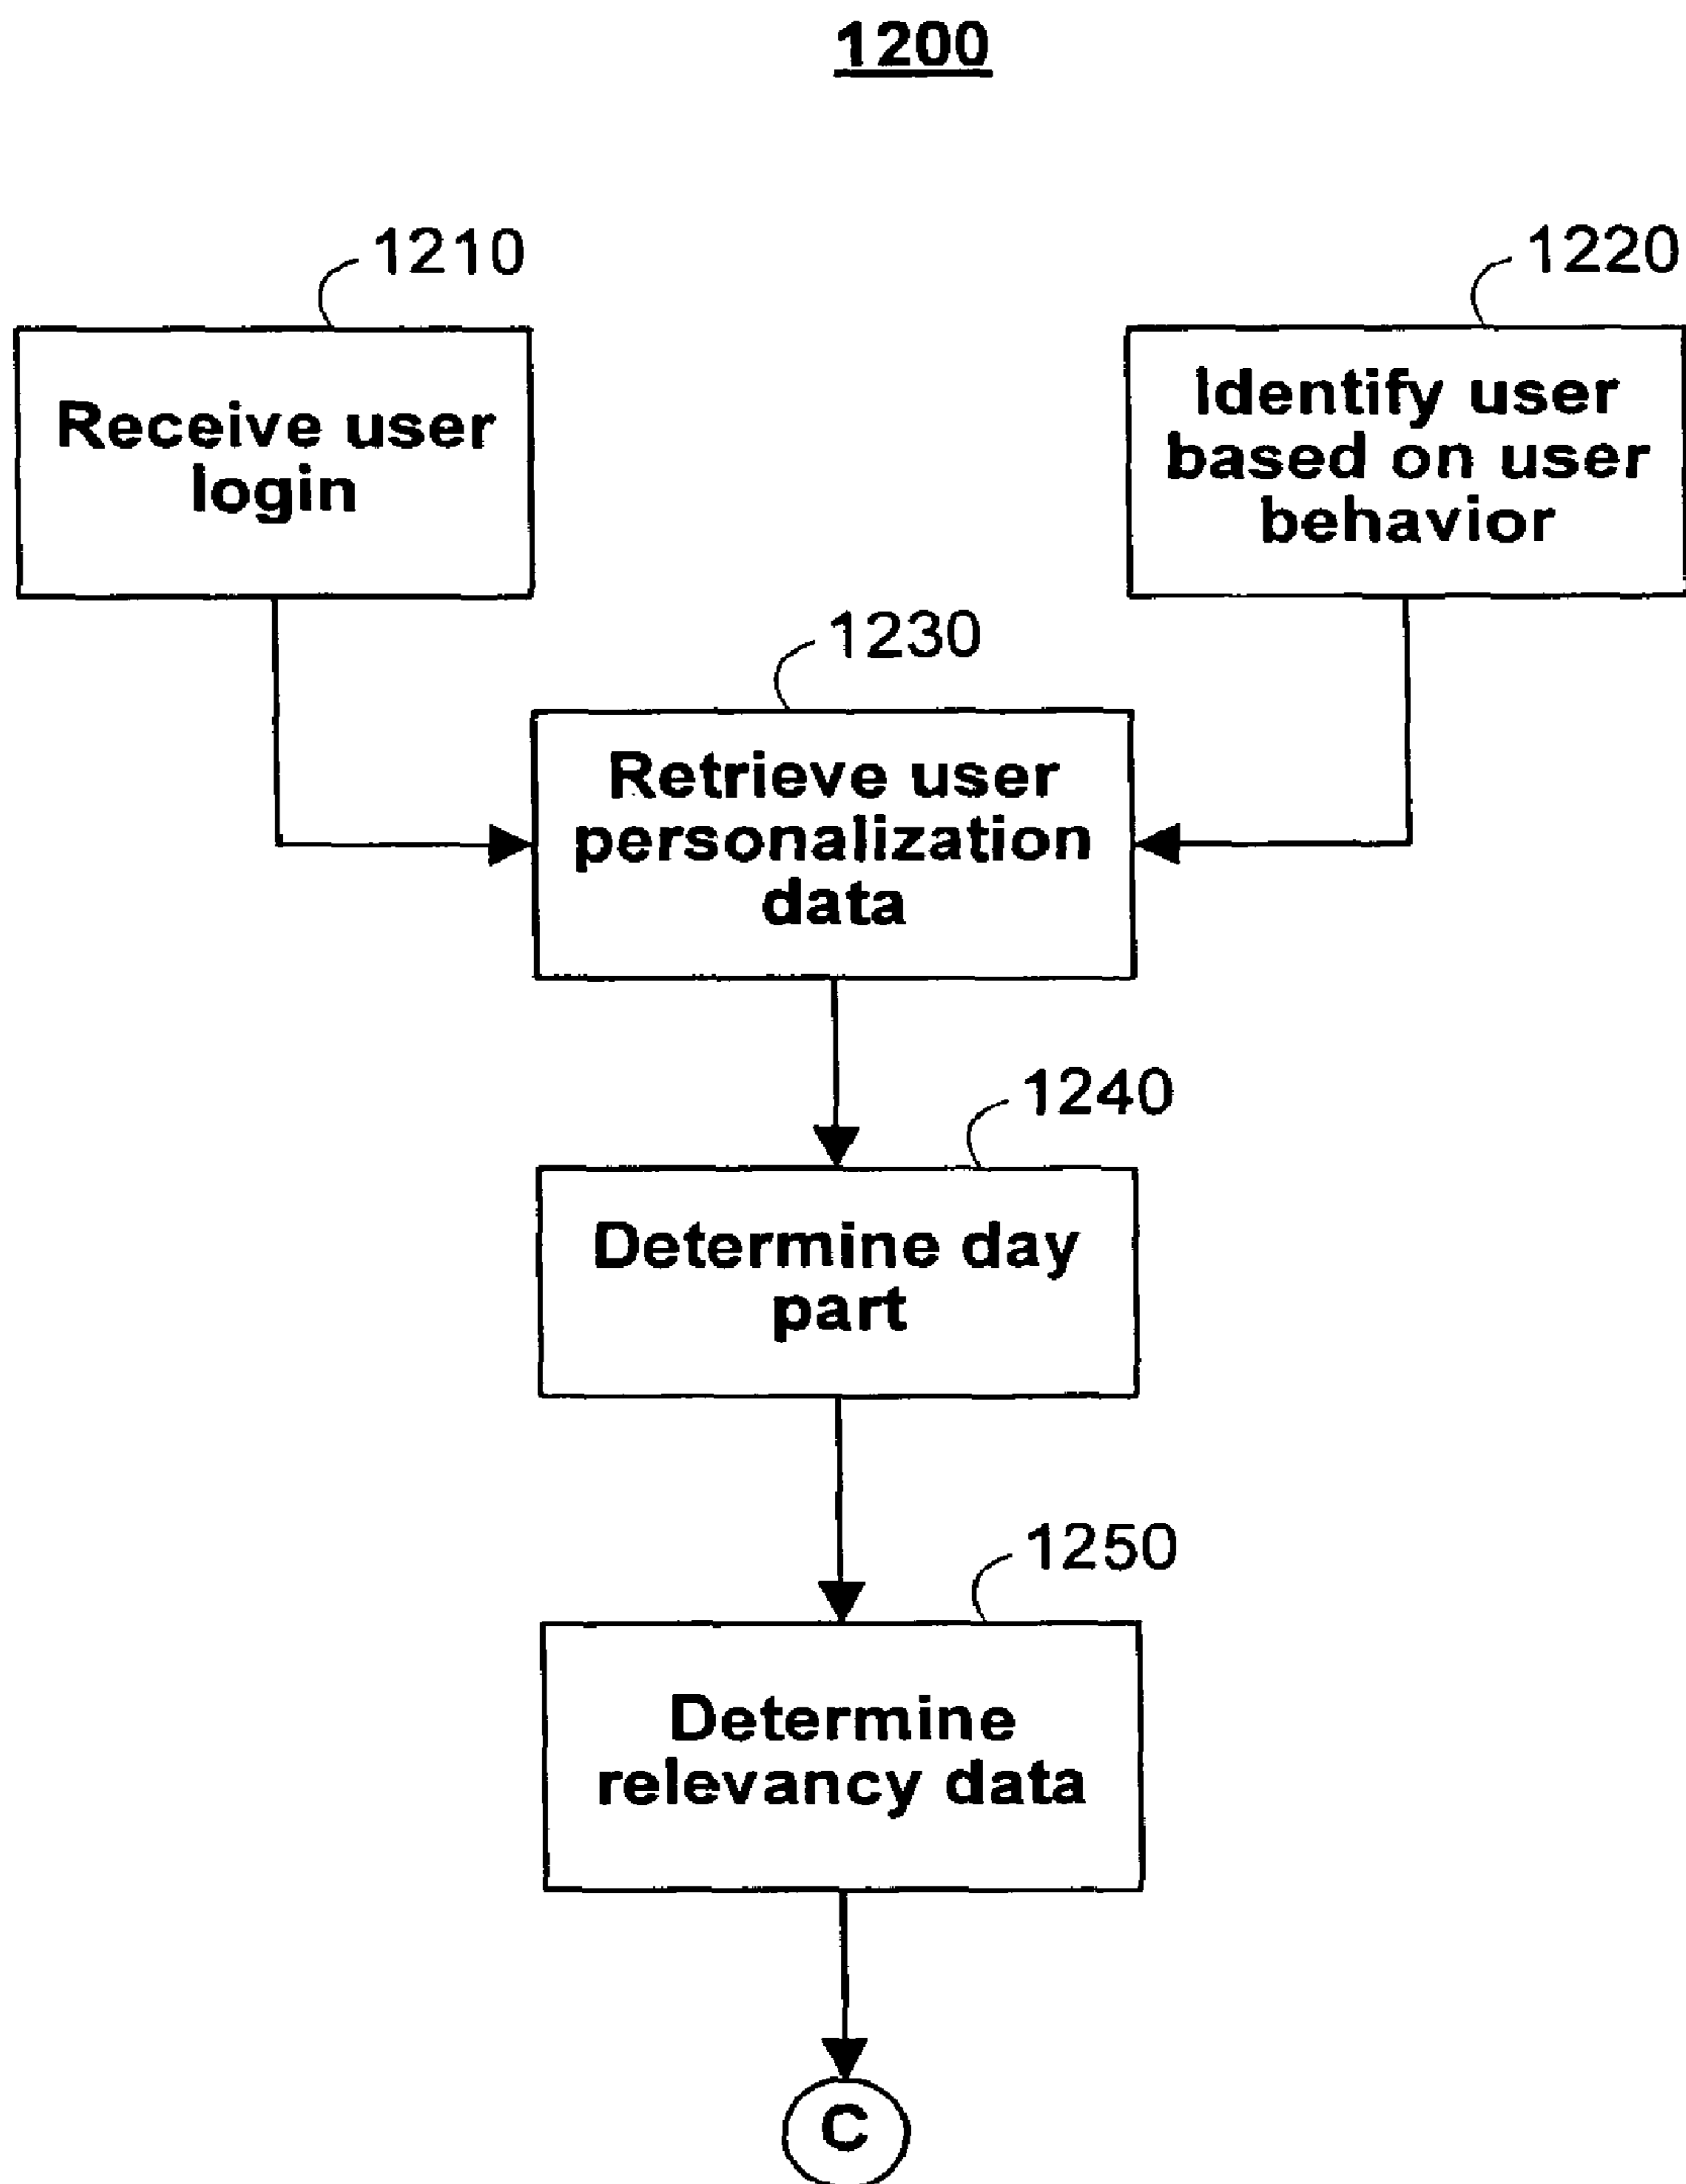 1200
1210
1220
Receive user
login
Identify user
based on user
behavior
1230
Retrieve user
personalization
data
1240
Determine day
part
1250
Determine
relevancy data
C